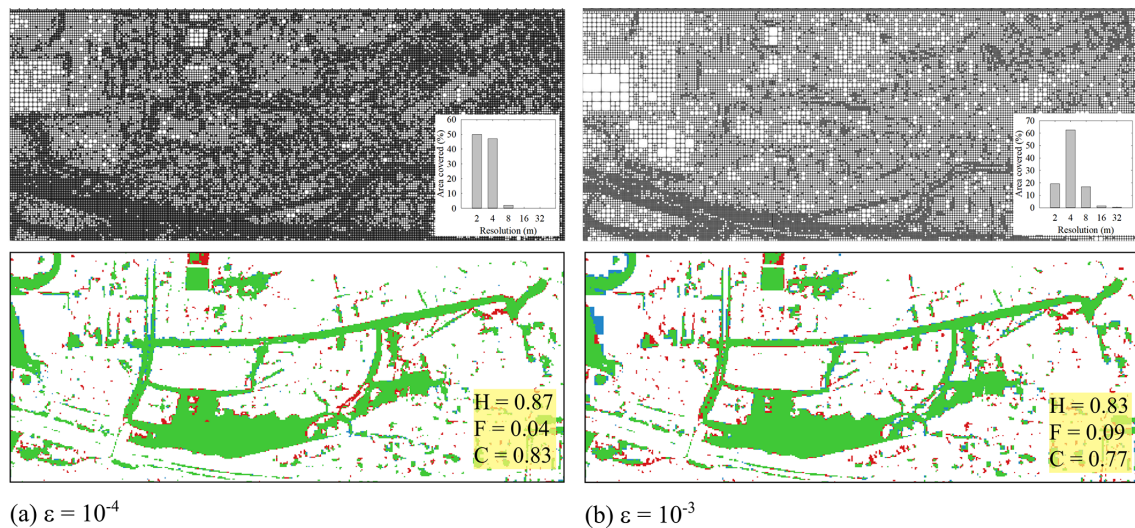 60
50
40
30
20
10
0
Area covered (%)
2 4 8 16 32
Resolution (m)
70
60
50
40
30
20
10
0
Area covered (%)
2 4 8 16 32
Resolution (m)
H = 0.87
F = 0.04
C = 0.83
H = 0.83
F = 0.09
C = 0.77
(a) ε = 10⁻⁴
(b) ε = 10⁻³